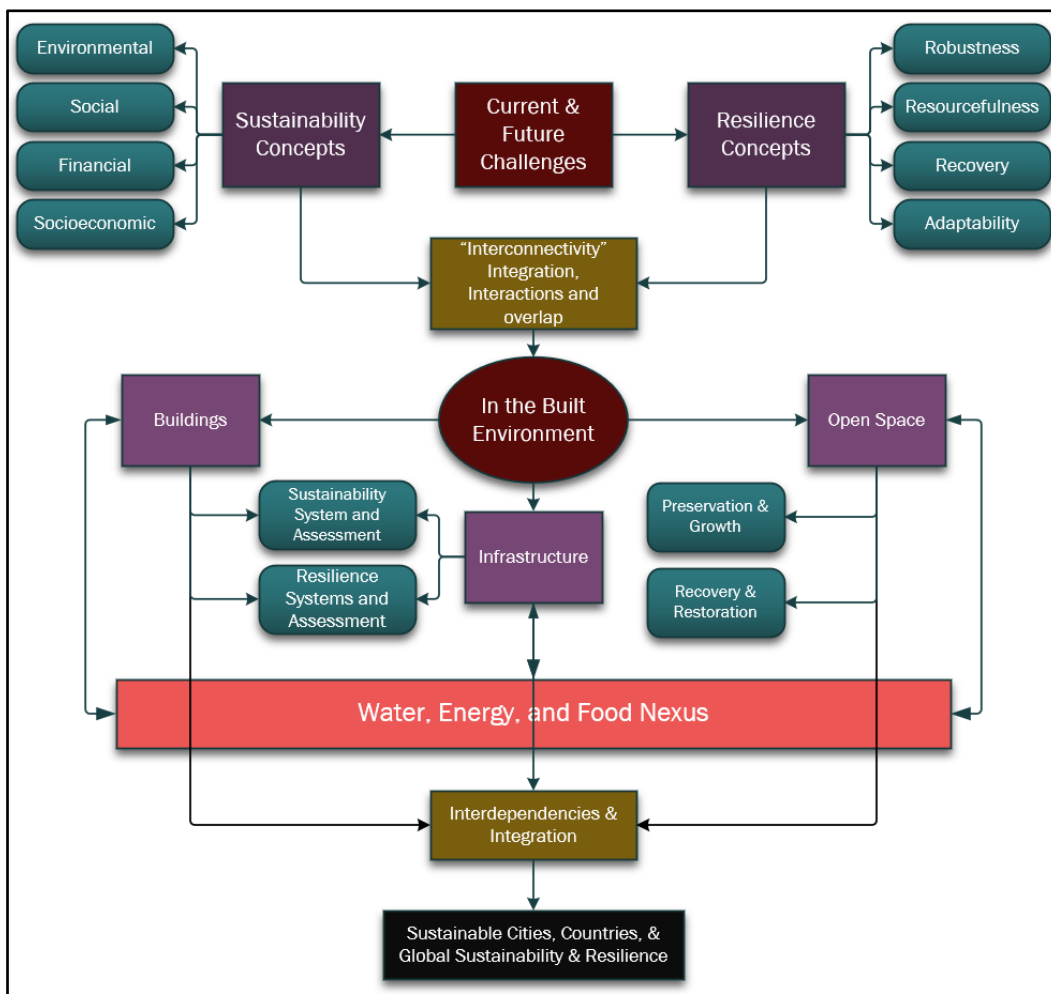 Environmental
Social
Financial
Socioeconomic
Sustainability
Concepts
Current &
Future
Challenges
Resilience
Concepts
Robustness
Resourcefulness
Recovery
Adaptability
“Interconnectivity”
Integration,
Interactions and
overlap
In the Built
Environment
Buildings
Open Space
Sustainability
System and
Assessment
Resilience
Systems and
Assessment
Infrastructure
Preservation &
Growth
Recovery &
Restoration
Water, Energy, and Food Nexus
Interdependencies &
Integration
Sustainable Cities, Countries, &
Global Sustainability & Resilience